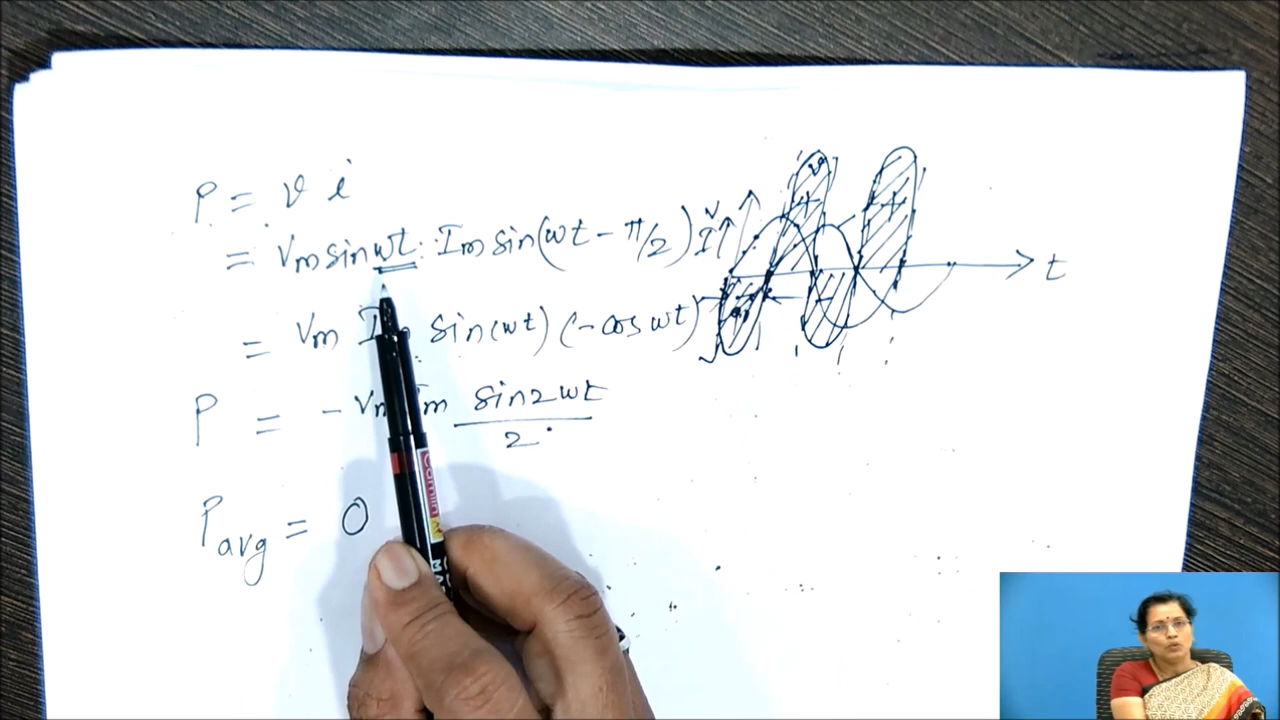 P = v i
= Vm sin wt . Im sin(wt - π/2)
= Vm Im sin(wt) (-cos wt)
P = - Vm Im sin2wt / 2
Pavg = 0
V I
t
+ +
- -
Camlin